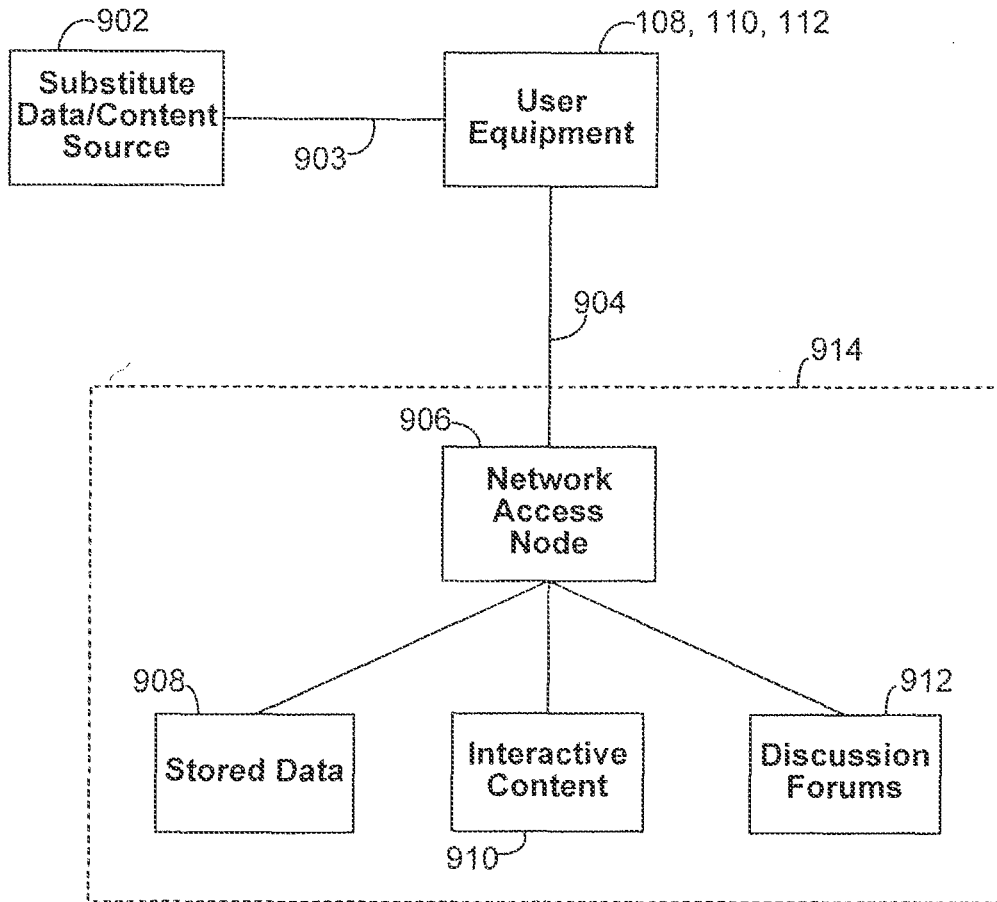 902
Substitute
Data/Content
Source
903
108, 110, 112
User
Equipment
904
914
906
Network
Access
Node
908
Stored Data
Interactive
Content
910
912
Discussion
Forums